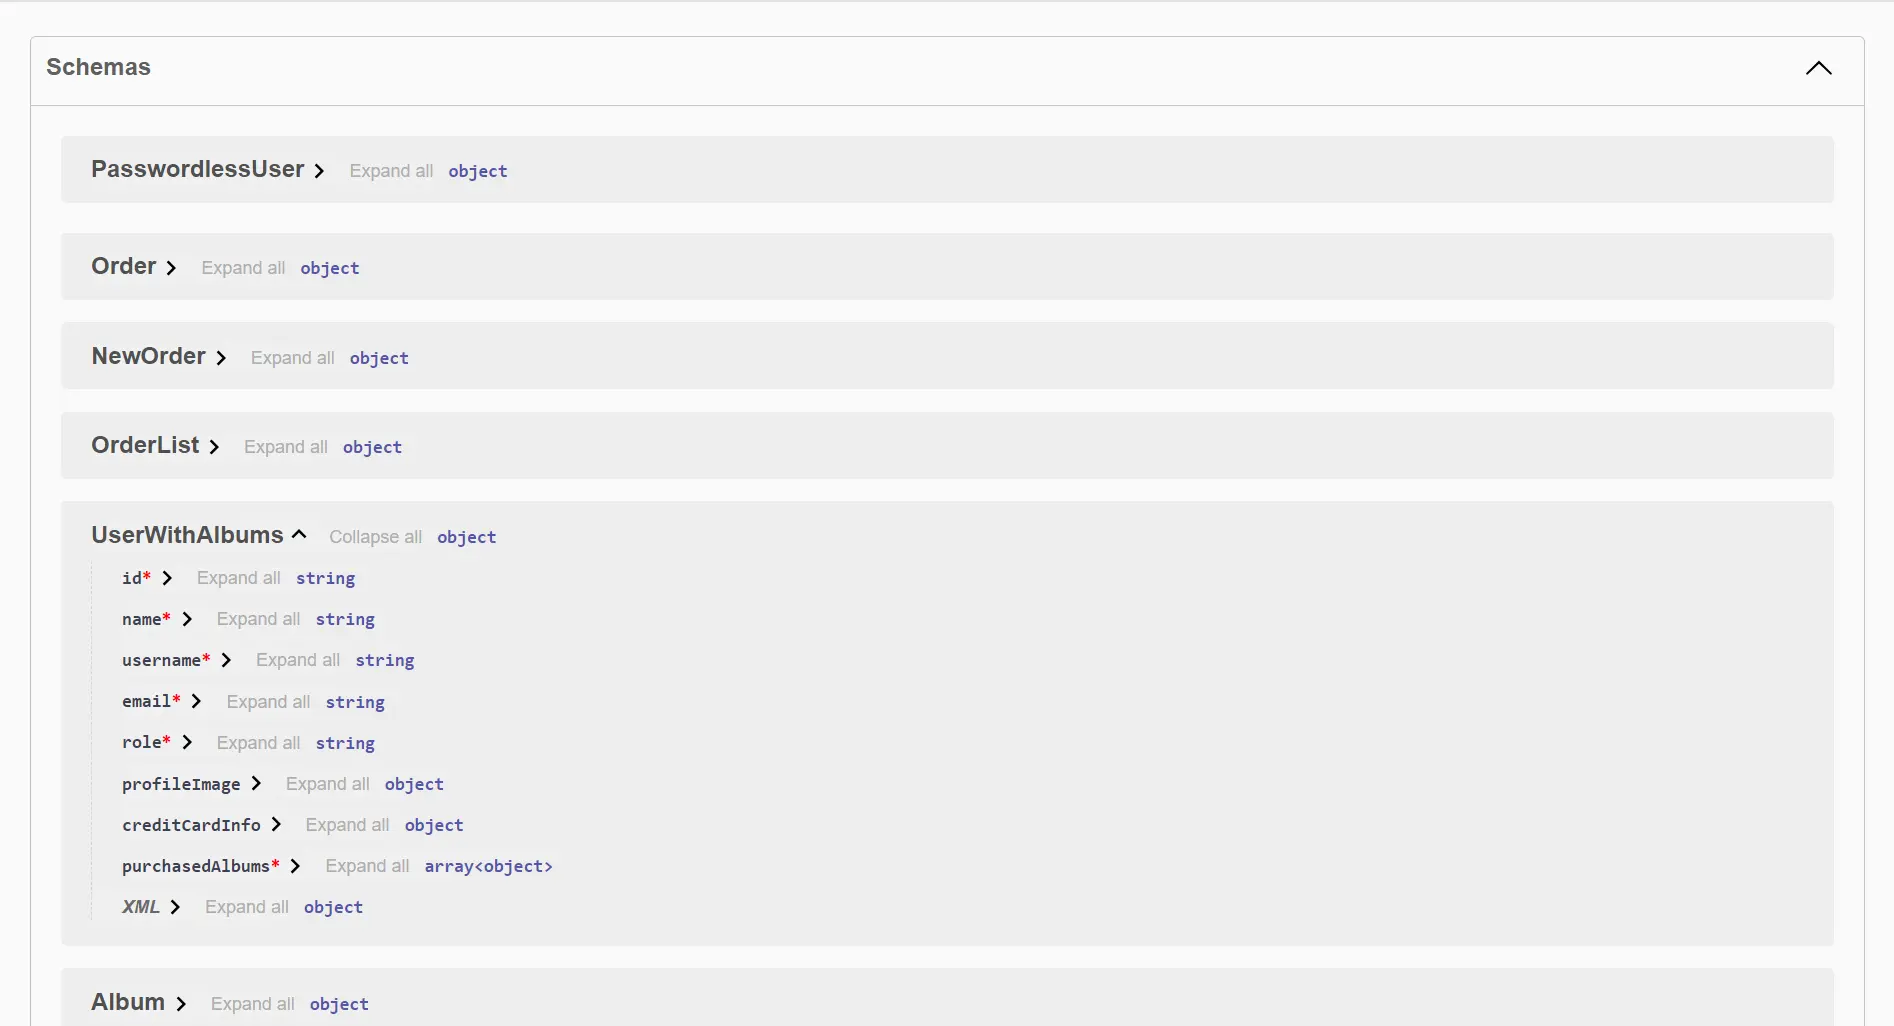 Schemas
PasswordlessUser Expand all object
Order Expand all object
NewOrder Expand all object
OrderList Expand all object
UserWithAlbums Collapse all object
id* Expand all string
name* Expand all string
username* Expand all string
email* Expand all string
role* Expand all string
profileImage Expand all object
creditCardInfo Expand all object
purchasedAlbums* Expand all array<object>
XML Expand all object
Album Expand all object